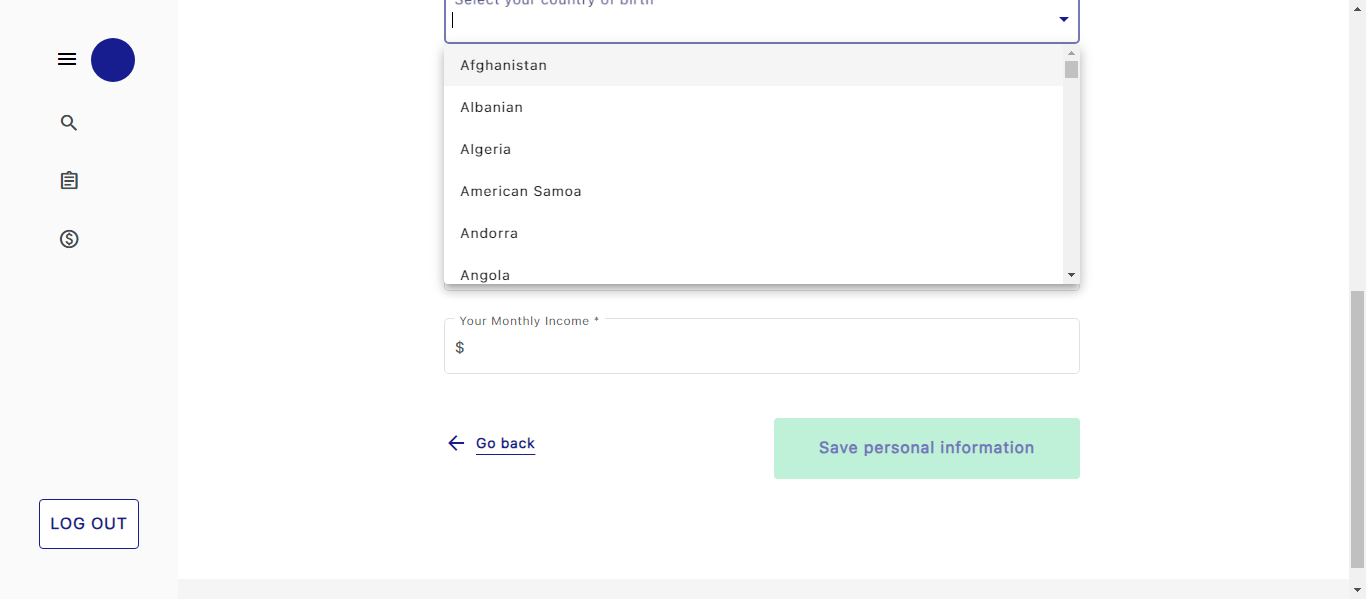 Select your country of birth
Afghanistan
Albanian
Algeria
American Samoa
Andorra
Angola
Your Monthly Income *
$
Go back
Save personal information
LOG OUT